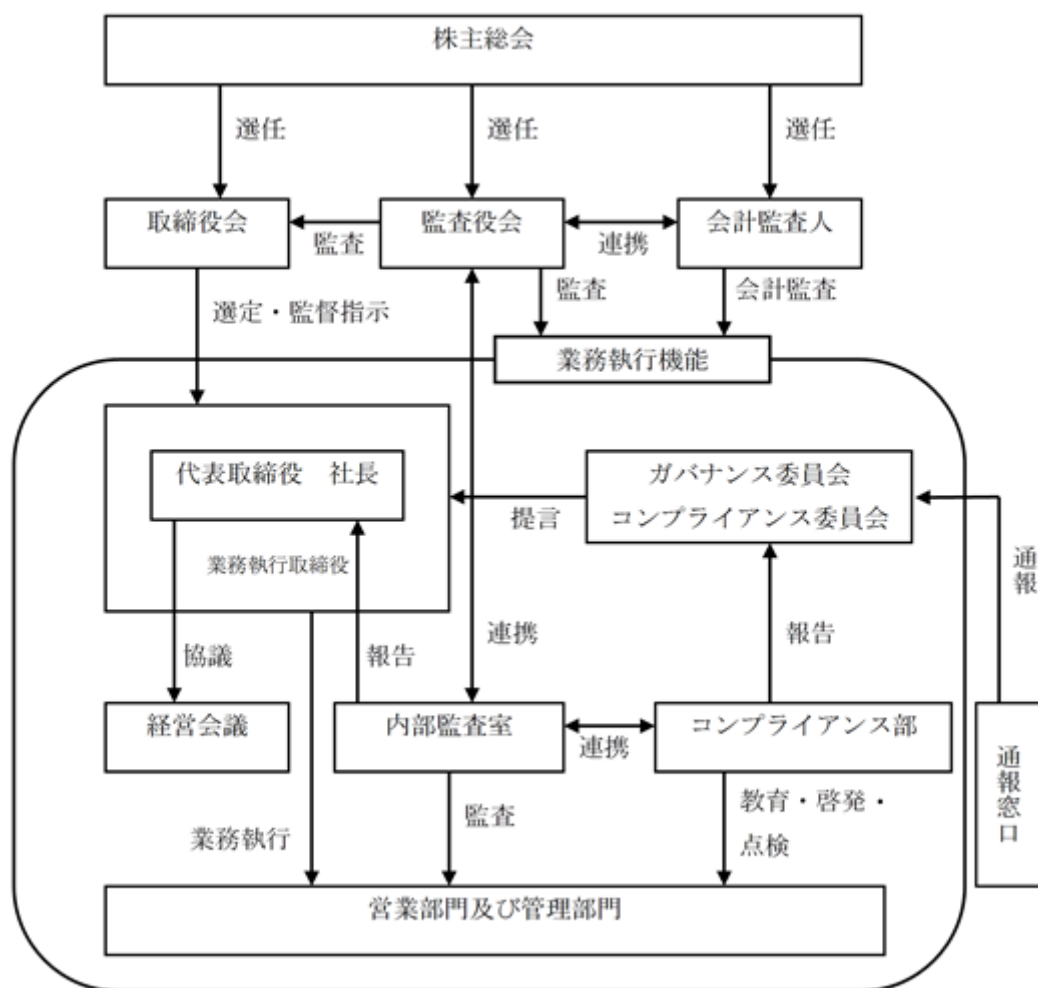 株主総会
選任
選任
選任
取締役会
監査
監査役会
連携
会計監査人
選定・監督指示
監査
会計監査
業務執行機能
代表取締役　社長
業務執行取締役
提言
ガバナンス委員会
コンプライアンス委員会
通報
協議
報告
連携
報告
経営会議
内部監査室
連携
コンプライアンス部
通報窓口
業務執行
監査
教育・啓発・
点検
営業部門及び管理部門